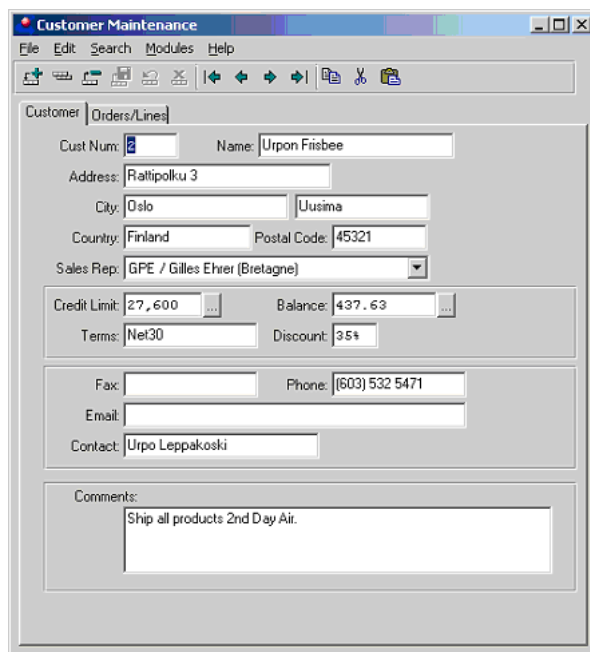 Customer Maintenance
File Edit Search Modules Help
Customer Orders/Lines
Cust Num: 2 Name: Urpon Frisbee
Address: Rattipolku 3
City: Oslo Uusima
Country: Finland Postal Code: 45321
Sales Rep: GPE / Gilles Ehrer (Bretagne)
Credit Limit: 27,600 ... Balance: 437.63 ...
Terms: Net30 Discount: 35%
Fax: Phone: (603) 532 5471
Email:
Contact: Urpo Leppakoski
Comments:
Ship all products 2nd Day Air.